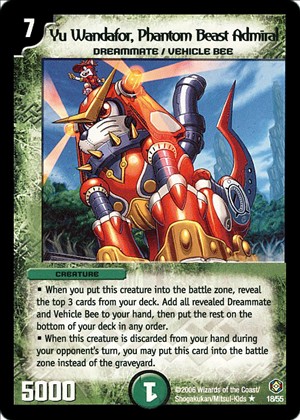 7
Yu Wandafor, Phantom Beast Admiral
DREAMMATE / VEHICLE BEE
CREATURE
■ When you put this creature into the battle zone, reveal
the top 3 cards from your deck. Add all revealed Dreammate
and Vehicle Bee to your hand, then put the rest on the
bottom of your deck in any order.
■ When this creature is discarded from your hand during
your opponent's turn, you may put this card into the battle
zone instead of the graveyard.
5000
1
©2006 Wizards of the Coast/
Shogakukan/Mitsui-Kids ★ 18/55